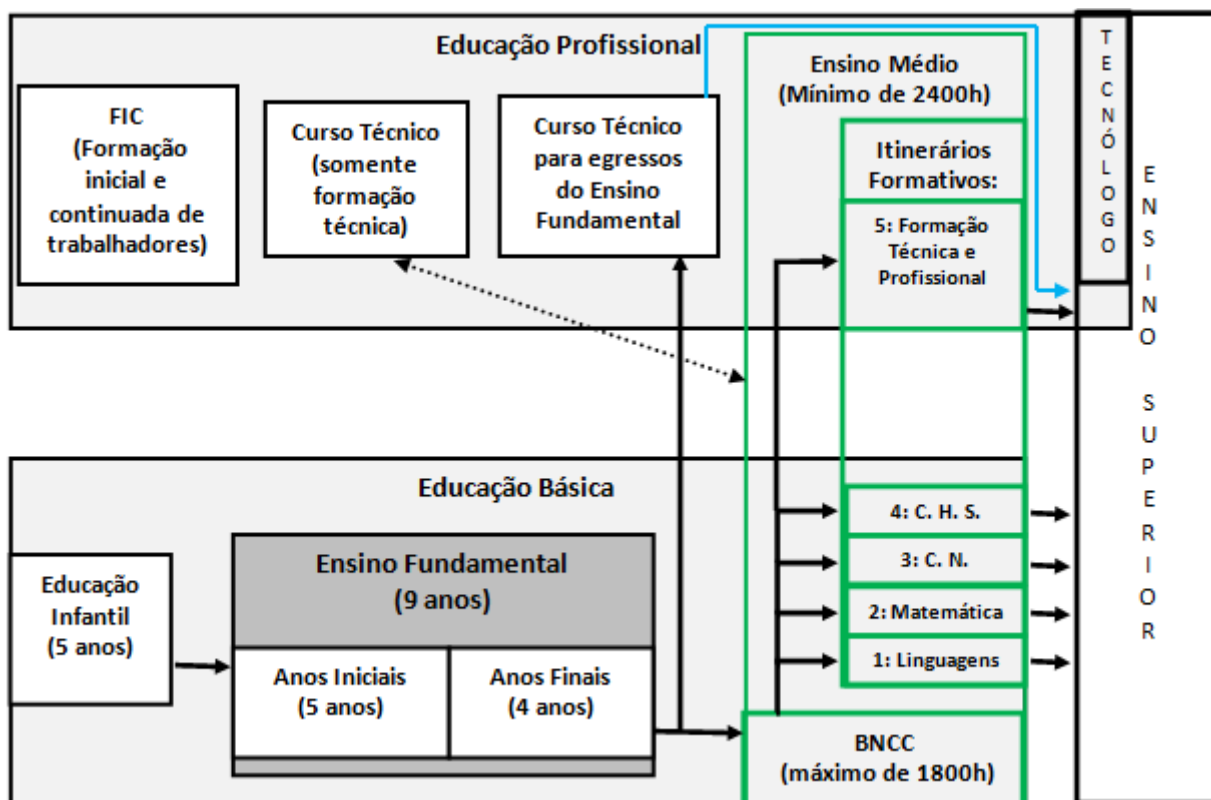 Educação Profissional
FIC
(Formação
inicial e
continuada de
trabalhadores)
Curso Técnico
(somente
formação
técnica)
Curso Técnico
para egressos
do Ensino
Fundamental
Ensino Médio
(Mínimo de 2400h)
Itinerários
Formativos:
5: Formação
Técnica e
Profissional
TECNÓLOGO
ENSINO SUPERIOR
Educação Básica
Educação
Infantil
(5 anos)
Ensino Fundamental
(9 anos)
Anos Iniciais
(5 anos)
Anos Finais
(4 anos)
4: C. H. S.
3: C. N.
2: Matemática
1: Linguagens
BNCC
(máximo de 1800h)